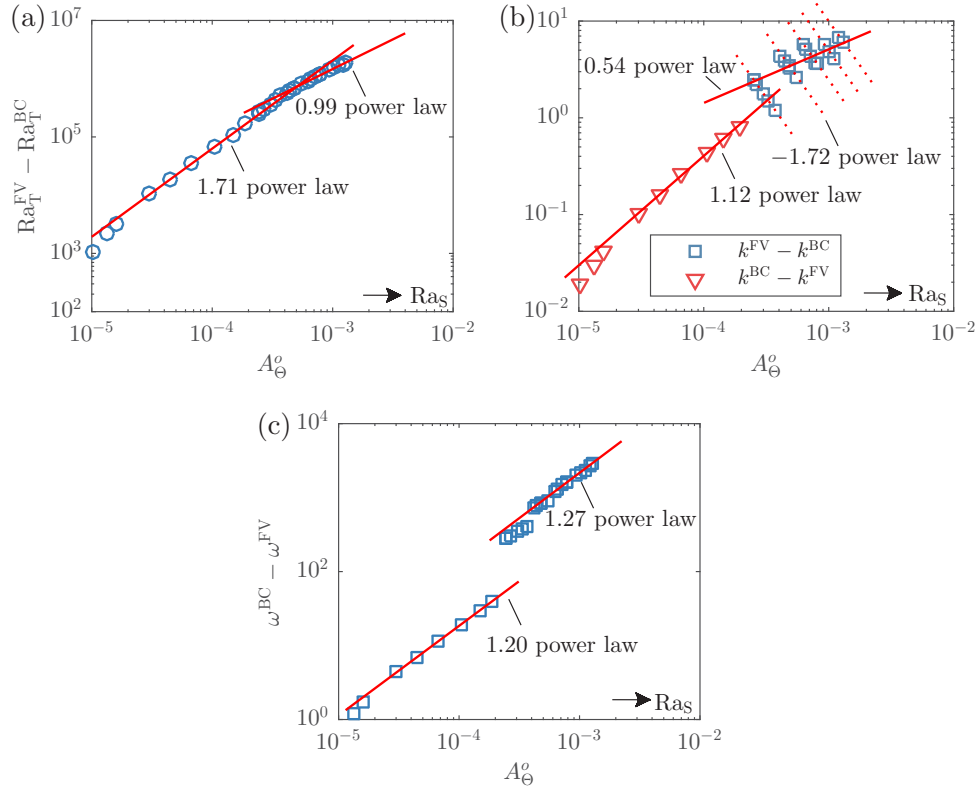 (a)
10^7
10^5
10^3
10^2
Ra_T^FV − Ra_T^BC
0.99 power law
1.71 power law
Ra_S
10^-5
10^-4
10^-3
10^-2
A_Θ^o
(b)
10^2
10^1
10^0
10^-1
10^-2
0.54 power law
−1.72 power law
1.12 power law
k^FV − k^BC
k^BC − k^FV
Ra_S
10^-5
10^-4
10^-3
10^-2
A_Θ^o
(c)
10^4
10^2
10^0
ω^BC − ω^FV
1.27 power law
1.20 power law
Ra_S
10^-5
10^-4
10^-3
10^-2
A_Θ^o